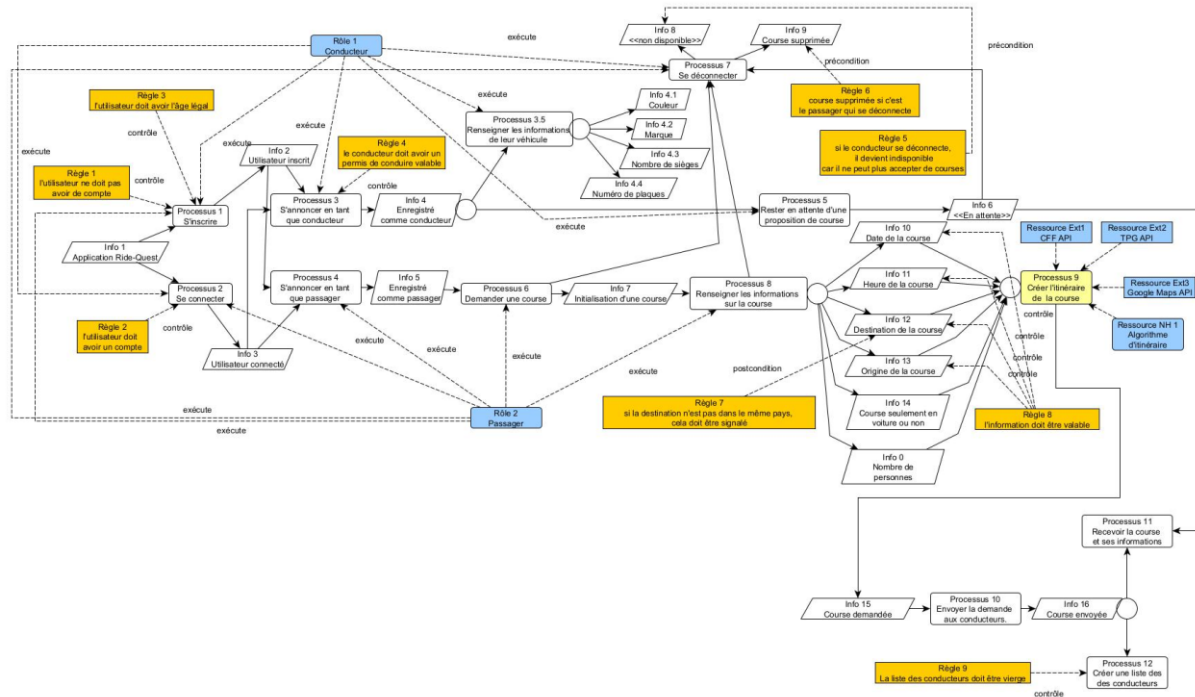 Info 8
<<non disponible>>
Info 9
Course supprimée
exécute
précondition
Rôle 1
Conducteur
Processus 7
Se déconnecter
précondition
Règle 3
l'utilisateur doit avoir l'âge légal
exécute
Règle 6
course supprimée si c'est
le passager qui se déconnecte
Info 4.1
Couleur
Processus 3.5
Renseigner les informations
de leur véhicule
Info 4.2
Marque
contrôle
exécute
exécute
Info 2
Utilisateur inscrit
Règle 4
le conducteur doit avoir un
permis de conduire valable
Règle 5
si le conducteur se déconnecte,
il devient indisponible
car il ne peut plus accepter de courses
Info 4.3
Nombre de sièges
Règle 1
l'utilisateur ne doit pas
avoir de compte
contrôle
contrôle
Info 4.4
Numéro de plaques
Processus 1
S'inscrire
Processus 3
S'annoncer en tant
que conducteur
Info 4
Enregistré
comme conducteur
Processus 5
Rester en attente d'une
proposition de course
Info 6
<<En attente>>
exécute
Info 10
Date de la course
Ressource Ext1
CFF API
Ressource Ext2
TPG API
Info 1
Application Ride-Quest
Processus 2
Se connecter
Processus 4
S'annoncer en tant
que passager
Info 5
Enregistré
comme passager
Processus 6
Demander une course
Info 7
Initialisation d'une course
Processus 8
Renseigner les informations
sur la course
Info 11
Heure de la course
Processus 9
Créer l'itinéraire
de la course
Ressource Ext3
Google Maps API
contrôle
Info 12
Destination de la course
Ressource NH 1
Algorithme
d'itinéraire
Règle 2
l'utilisateur doit
avoir un compte
contrôle
Info 3
Utilisateur connecté
exécute
exécute
exécute
contrôle
contrôle
contrôle
Info 13
Origine de la course
postcondition
Règle 7
si la destination n'est pas dans le même pays,
cela doit être signalé
Info 14
Course seulement en
voiture ou non
Règle 8
l'information doit être valable
exécute
exécute
Rôle 2
Passager
Info 0
Nombre de
personnes
Processus 11
Recevoir la course
et ses informations
Info 15
Course demandée
Processus 10
Envoyer la demande
aux conducteurs.
Info 16
Course envoyée
Règle 9
La liste des conducteurs doit être vierge
contrôle
Processus 12
Créer une liste des
des conducteurs